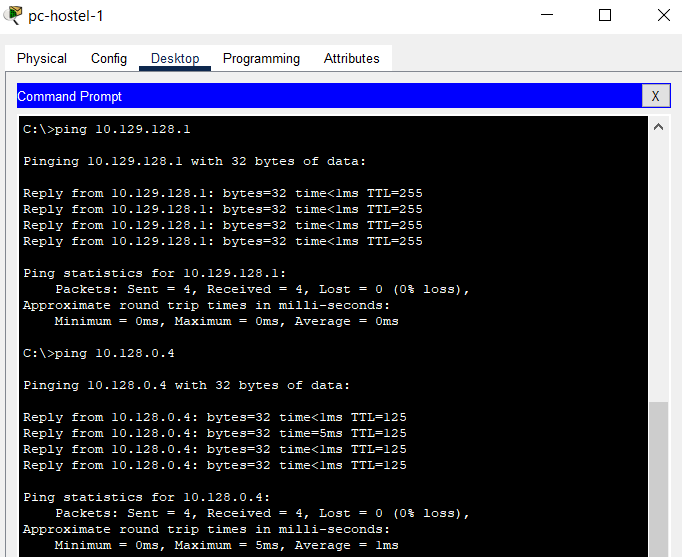 pc-hostel-1
Physical Config Desktop Programming Attributes
Command Prompt X
C:\>ping 10.129.128.1
Pinging 10.129.128.1 with 32 bytes of data:
Reply from 10.129.128.1: bytes=32 time<1ms TTL=255
Reply from 10.129.128.1: bytes=32 time<1ms TTL=255
Reply from 10.129.128.1: bytes=32 time<1ms TTL=255
Reply from 10.129.128.1: bytes=32 time<1ms TTL=255
Ping statistics for 10.129.128.1:
    Packets: Sent = 4, Received = 4, Lost = 0 (0% loss),
Approximate round trip times in milli-seconds:
    Minimum = 0ms, Maximum = 0ms, Average = 0ms
C:\>ping 10.128.0.4
Pinging 10.128.0.4 with 32 bytes of data:
Reply from 10.128.0.4: bytes=32 time<1ms TTL=125
Reply from 10.128.0.4: bytes=32 time=5ms TTL=125
Reply from 10.128.0.4: bytes=32 time<1ms TTL=125
Reply from 10.128.0.4: bytes=32 time<1ms TTL=125
Ping statistics for 10.128.0.4:
    Packets: Sent = 4, Received = 4, Lost = 0 (0% loss),
Approximate round trip times in milli-seconds:
    Minimum = 0ms, Maximum = 5ms, Average = 1ms